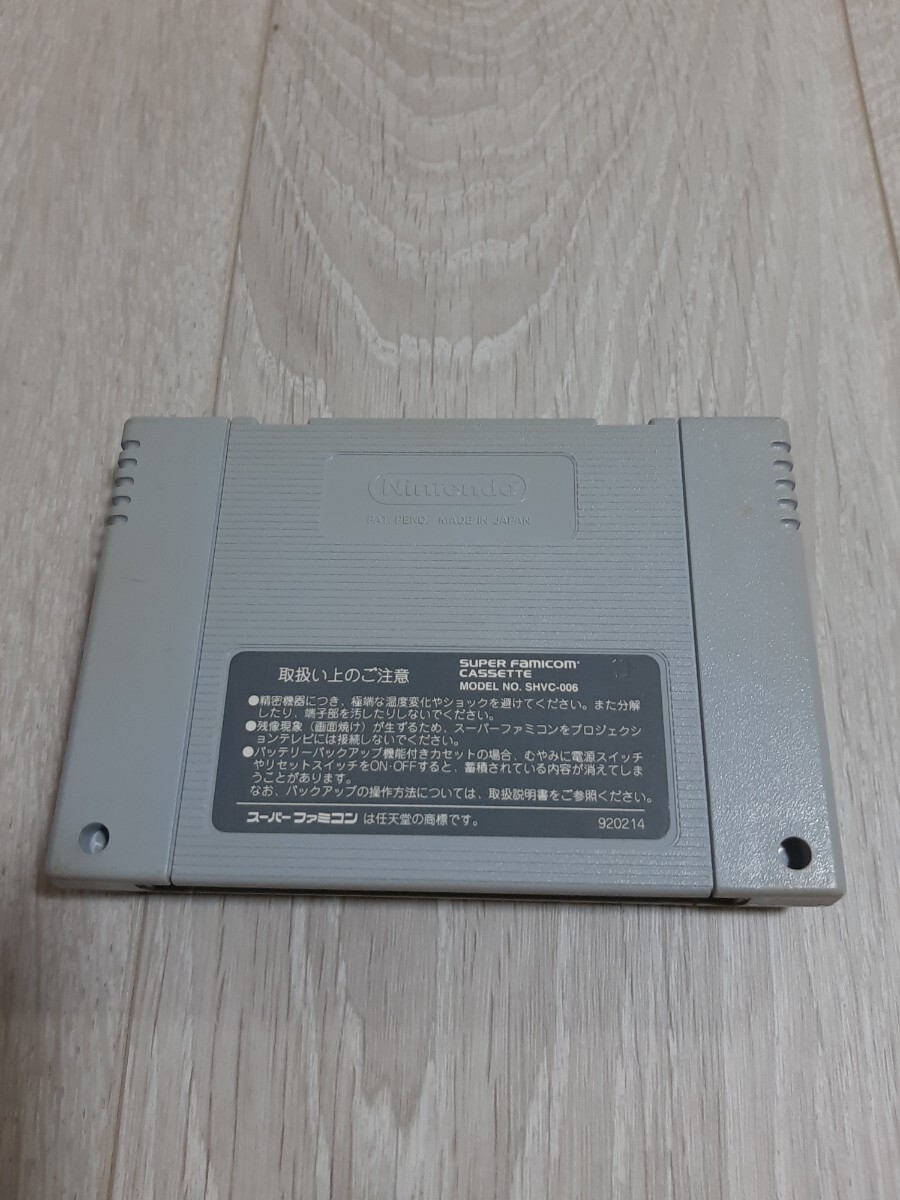 Nintendo
PAT. PEND. MADE IN JAPAN
取扱い上のご注意
SUPER FAMICOM
CASSETTE
MODEL NO. SHVC-006
●精密機器につき、極端な温度変化やショックを避けてください。また分解
したり、端子部を汚したりしないでください。
●残像現象（画面焼け）が生ずるため、スーパーファミコンをプロジェクシ
ョンテレビには接続しないでください。
●バッテリーバックアップ機能付きカセットの場合、むやみに電源スイッチ
やリセットスイッチをON·OFFすると、蓄積されている内容が消えてしま
うことがあります。
なお、バックアップの操作方法については、取扱説明書をご参照ください。
スーパーファミコンは任天堂の商標です。
920214